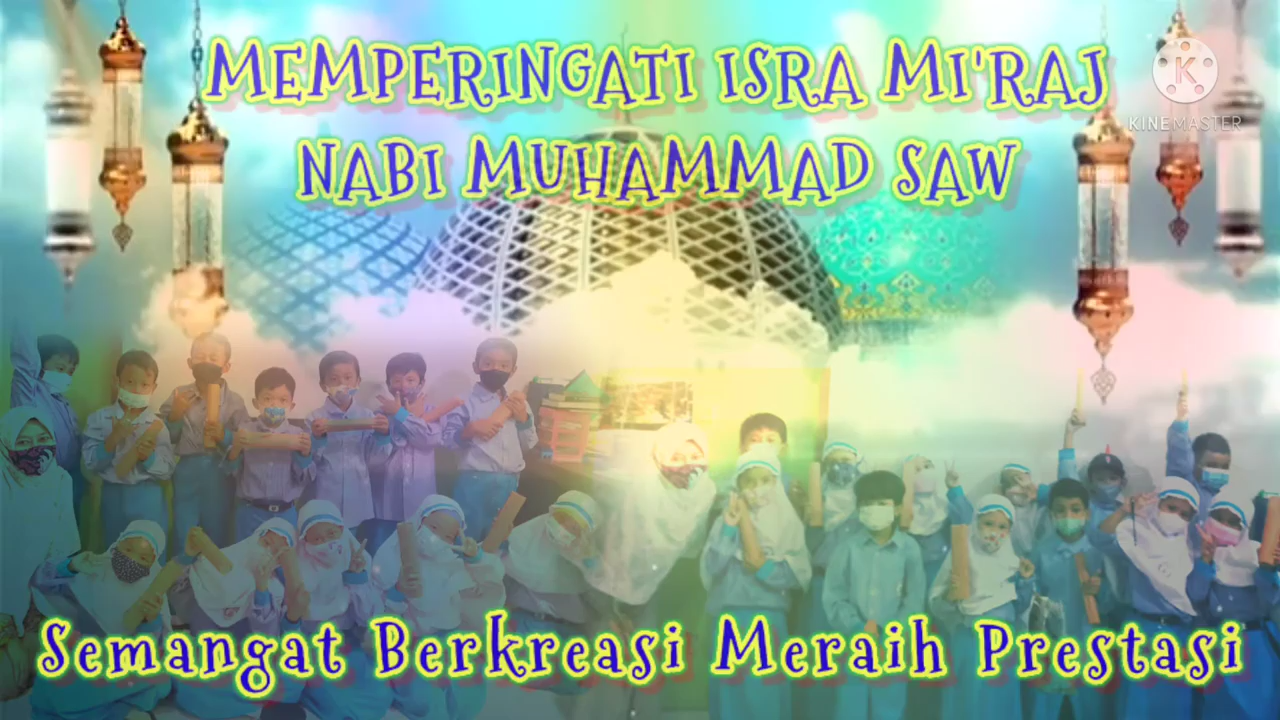 MEMPERINGATI ISRA MI'RAJ
NABI MUHAMMAD SAW
K
KINEMASTER
Semangat Berkreasi Meraih Prestasi